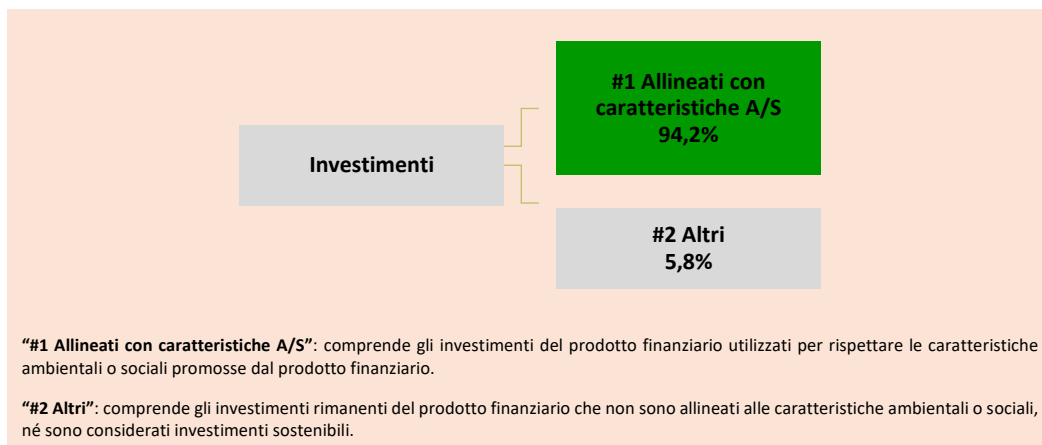 #1 Allineati con
caratteristiche A/S
94,2%
Investimenti
#2 Altri
5,8%
“#1 Allineati con caratteristiche A/S”: comprende gli investimenti del prodotto finanziario utilizzati per rispettare le caratteristiche
ambientali o sociali promosse dal prodotto finanziario.
“#2 Altri”: comprende gli investimenti rimanenti del prodotto finanziario che non sono allineati alle caratteristiche ambientali o sociali,
né sono considerati investimenti sostenibili.